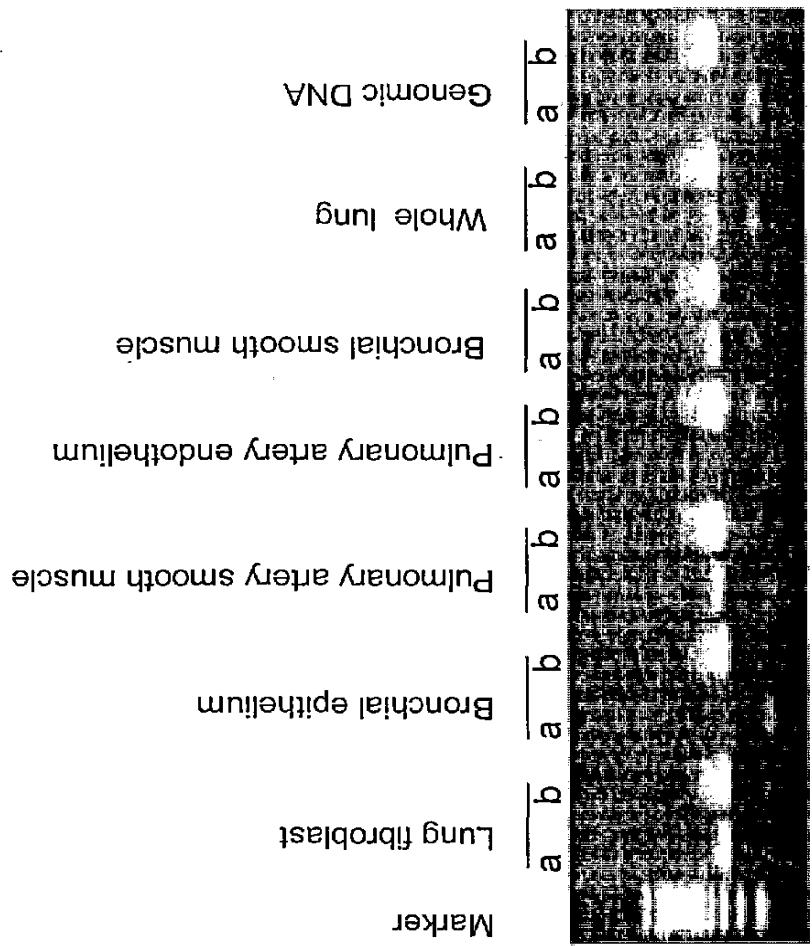 Marker
Lung fibroblast
a b
Bronchial epithelium
a b
Pulmonary artery smooth muscle
a b
Pulmonary artery endothelium
a b
Bronchial smooth muscle
a b
Whole lung
a b
Genomic DNA
a b